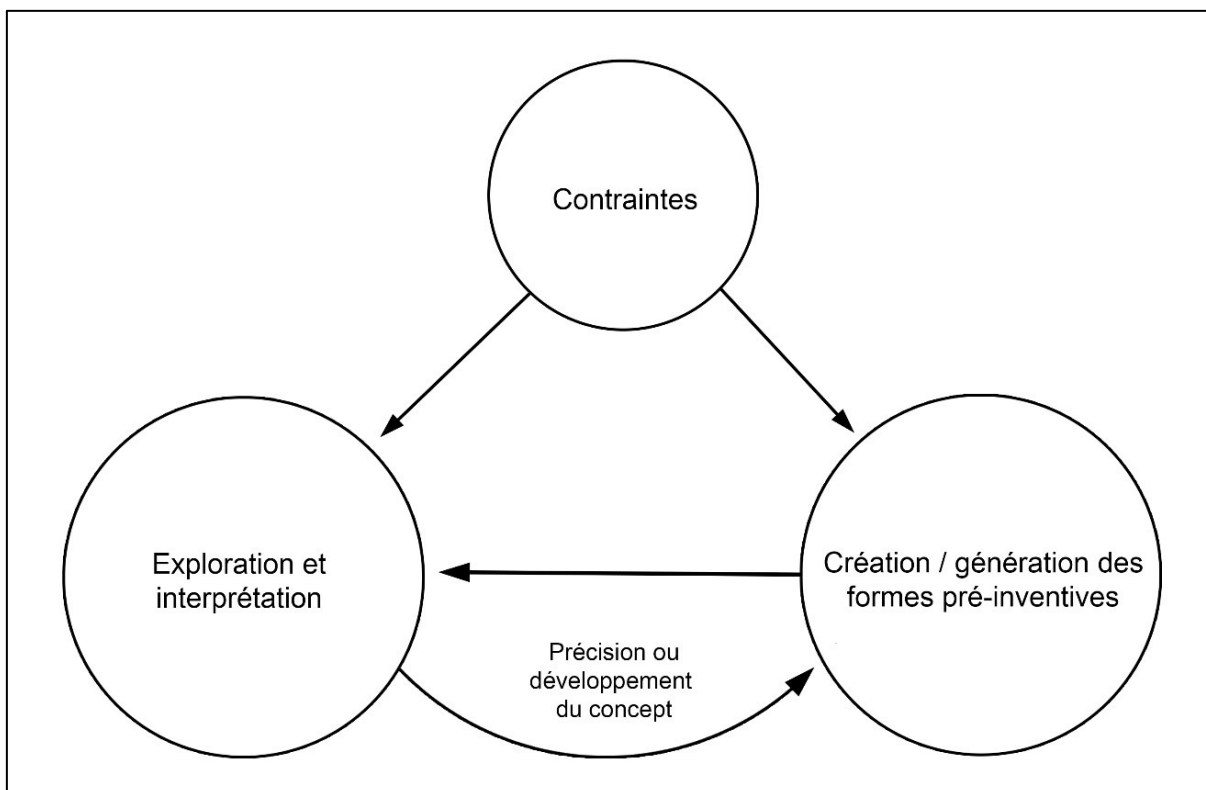 Contraintes
Exploration et
interprétation
Création / génération des
formes pré-inventives
Précision ou
développement
du concept